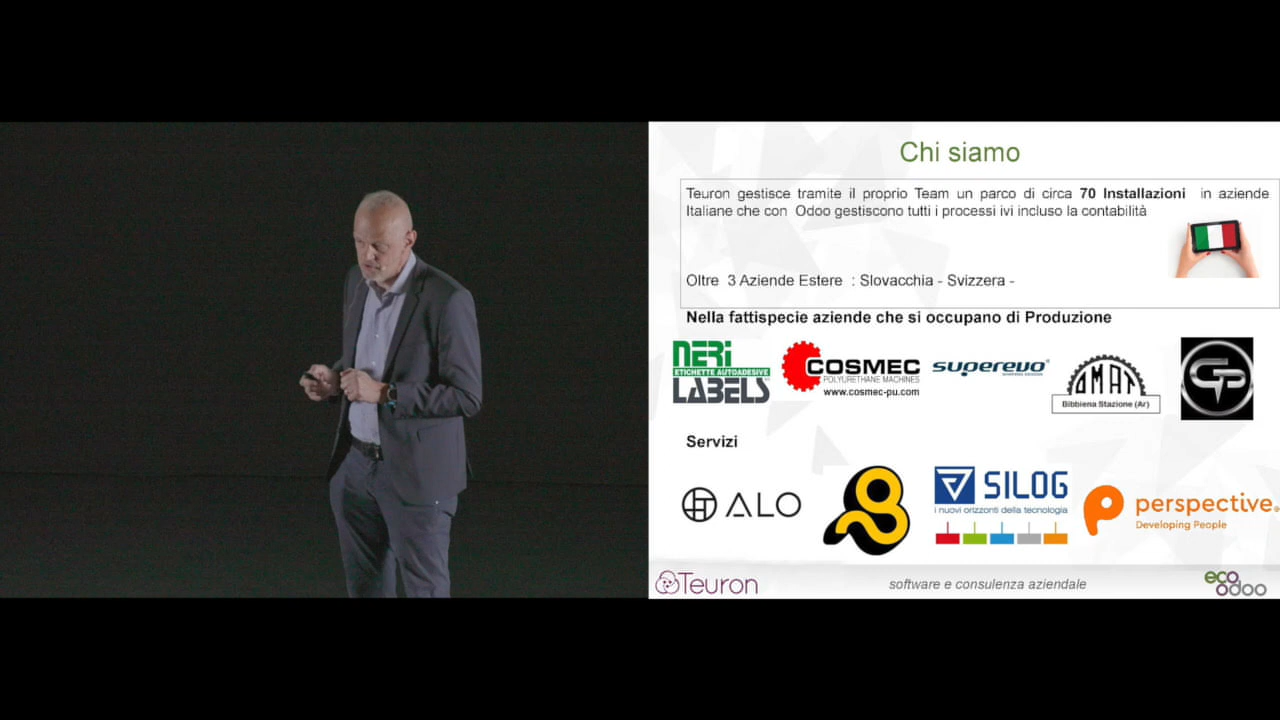 Chi siamo
Teuron gestisce tramite il proprio Team un parco di circa 70 Installazioni in aziende
Italiane che con Odoo gestiscono tutti i processi ivi incluso la contabilità
Oltre 3 Aziende Estere : Slovacchia - Svizzera -
Nella fattispecie aziende che si occupano di Produzione
NERi
ETICHETTE AUTOADESIVE
LABELS
COSMEC
POLYURETHANE MACHINES
www.cosmec-pu.com
superevo
OMAT
Bibbiena Stazione (Ar)
GP
Servizi
ALO
SILOG
i nuovi orizzonti della tecnologia
perspective
Developing People
Teuron
software e consulenza aziendale
eco
odoo